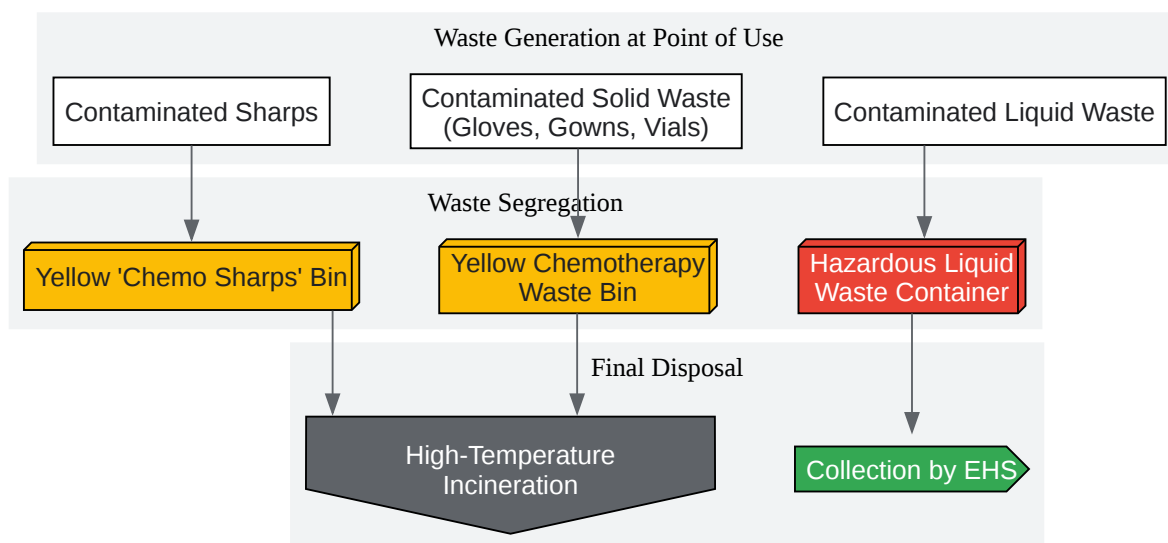 Waste Generation at Point of Use
Contaminated Sharps
Contaminated Solid Waste
(Gloves, Gowns, Vials)
Contaminated Liquid Waste
Waste Segregation
Yellow 'Chemo Sharps' Bin
Yellow Chemotherapy
Waste Bin
Hazardous Liquid
Waste Container
Final Disposal
High-Temperature
Incineration
Collection by EHS